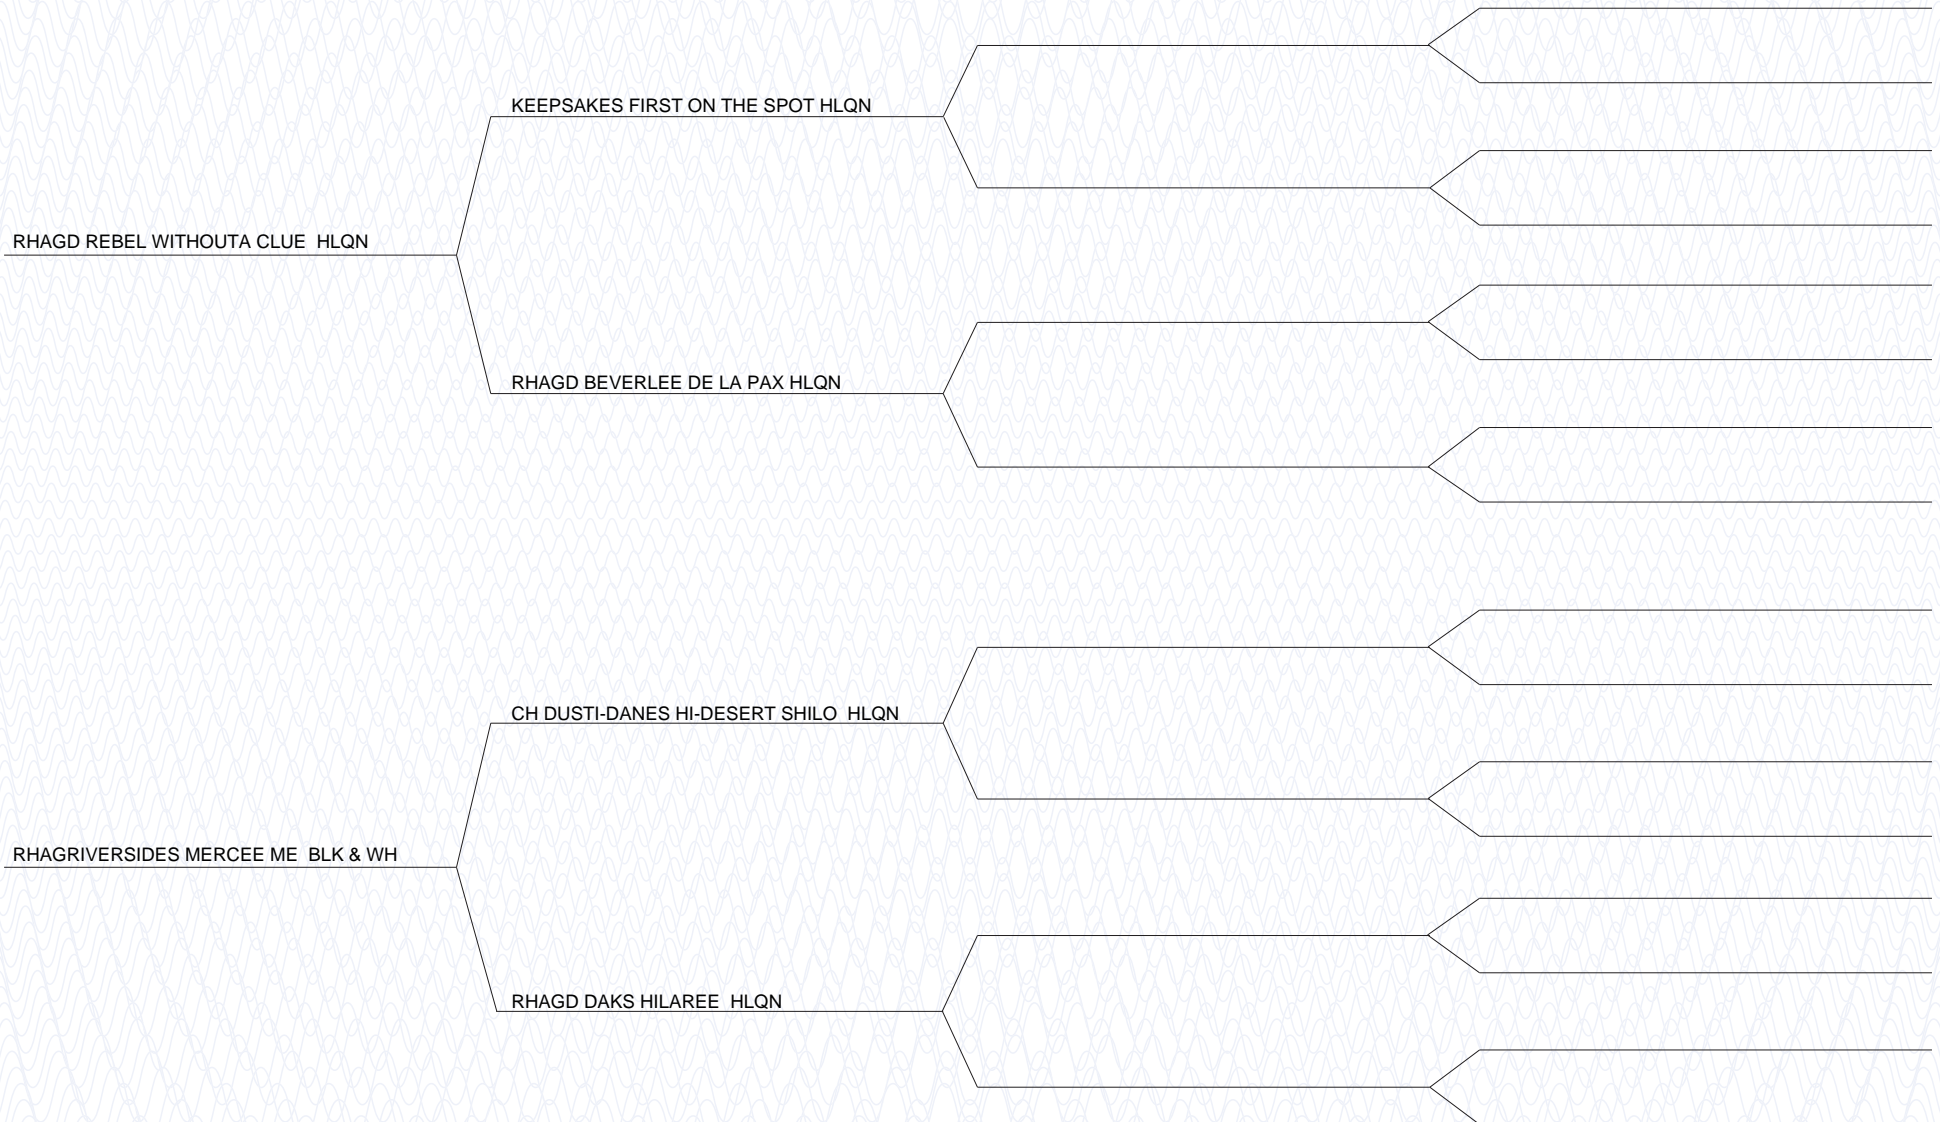 KEEPSAKES FIRST ON THE SPOT HLQN
RHAGD REBEL WITHOUTA CLUE  HLQN
RHAGD BEVERLEE DE LA PAX HLQN
CH DUSTI-DANES HI-DESERT SHILO  HLQN
RHAGRIVERSIDES MERCEE ME  BLK & WH
RHAGD DAKS HILAREE  HLQN